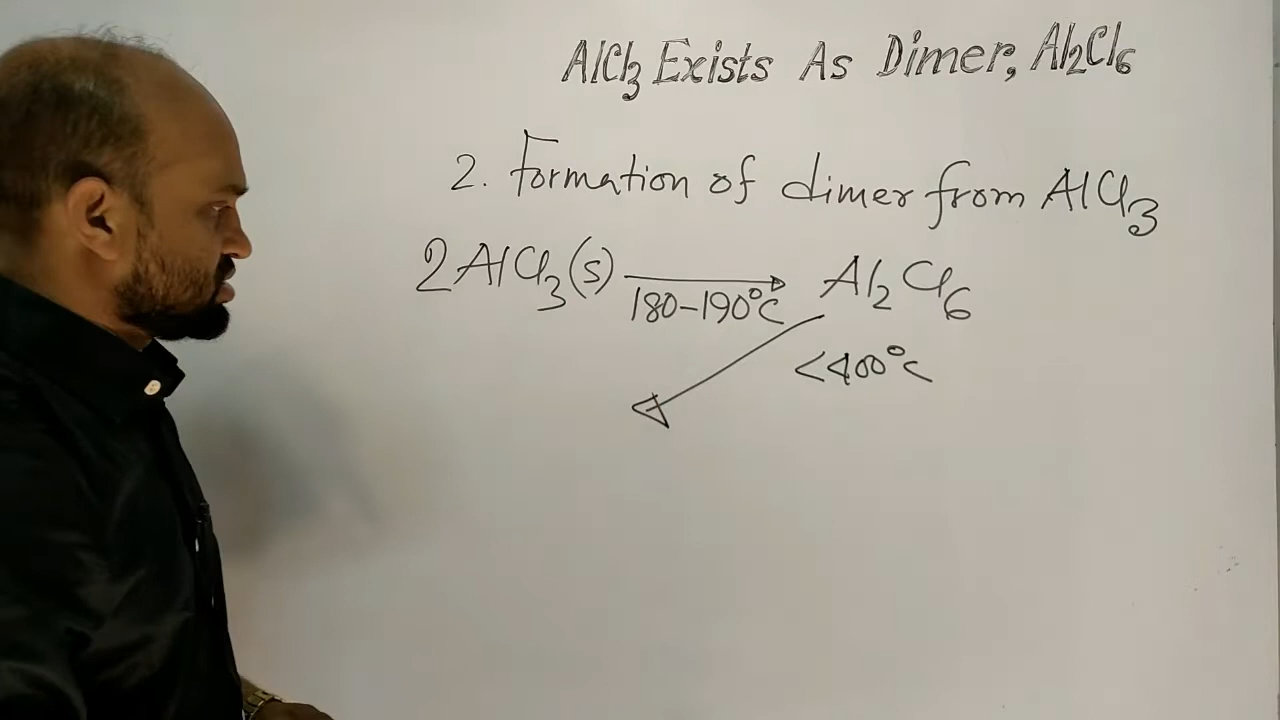 AlCl3 Exists As Dimer, Al2Cl6
2. Formation of dimer from AlCl3
2AlCl3(s) → Al2Cl6
180-190°C
<400°C